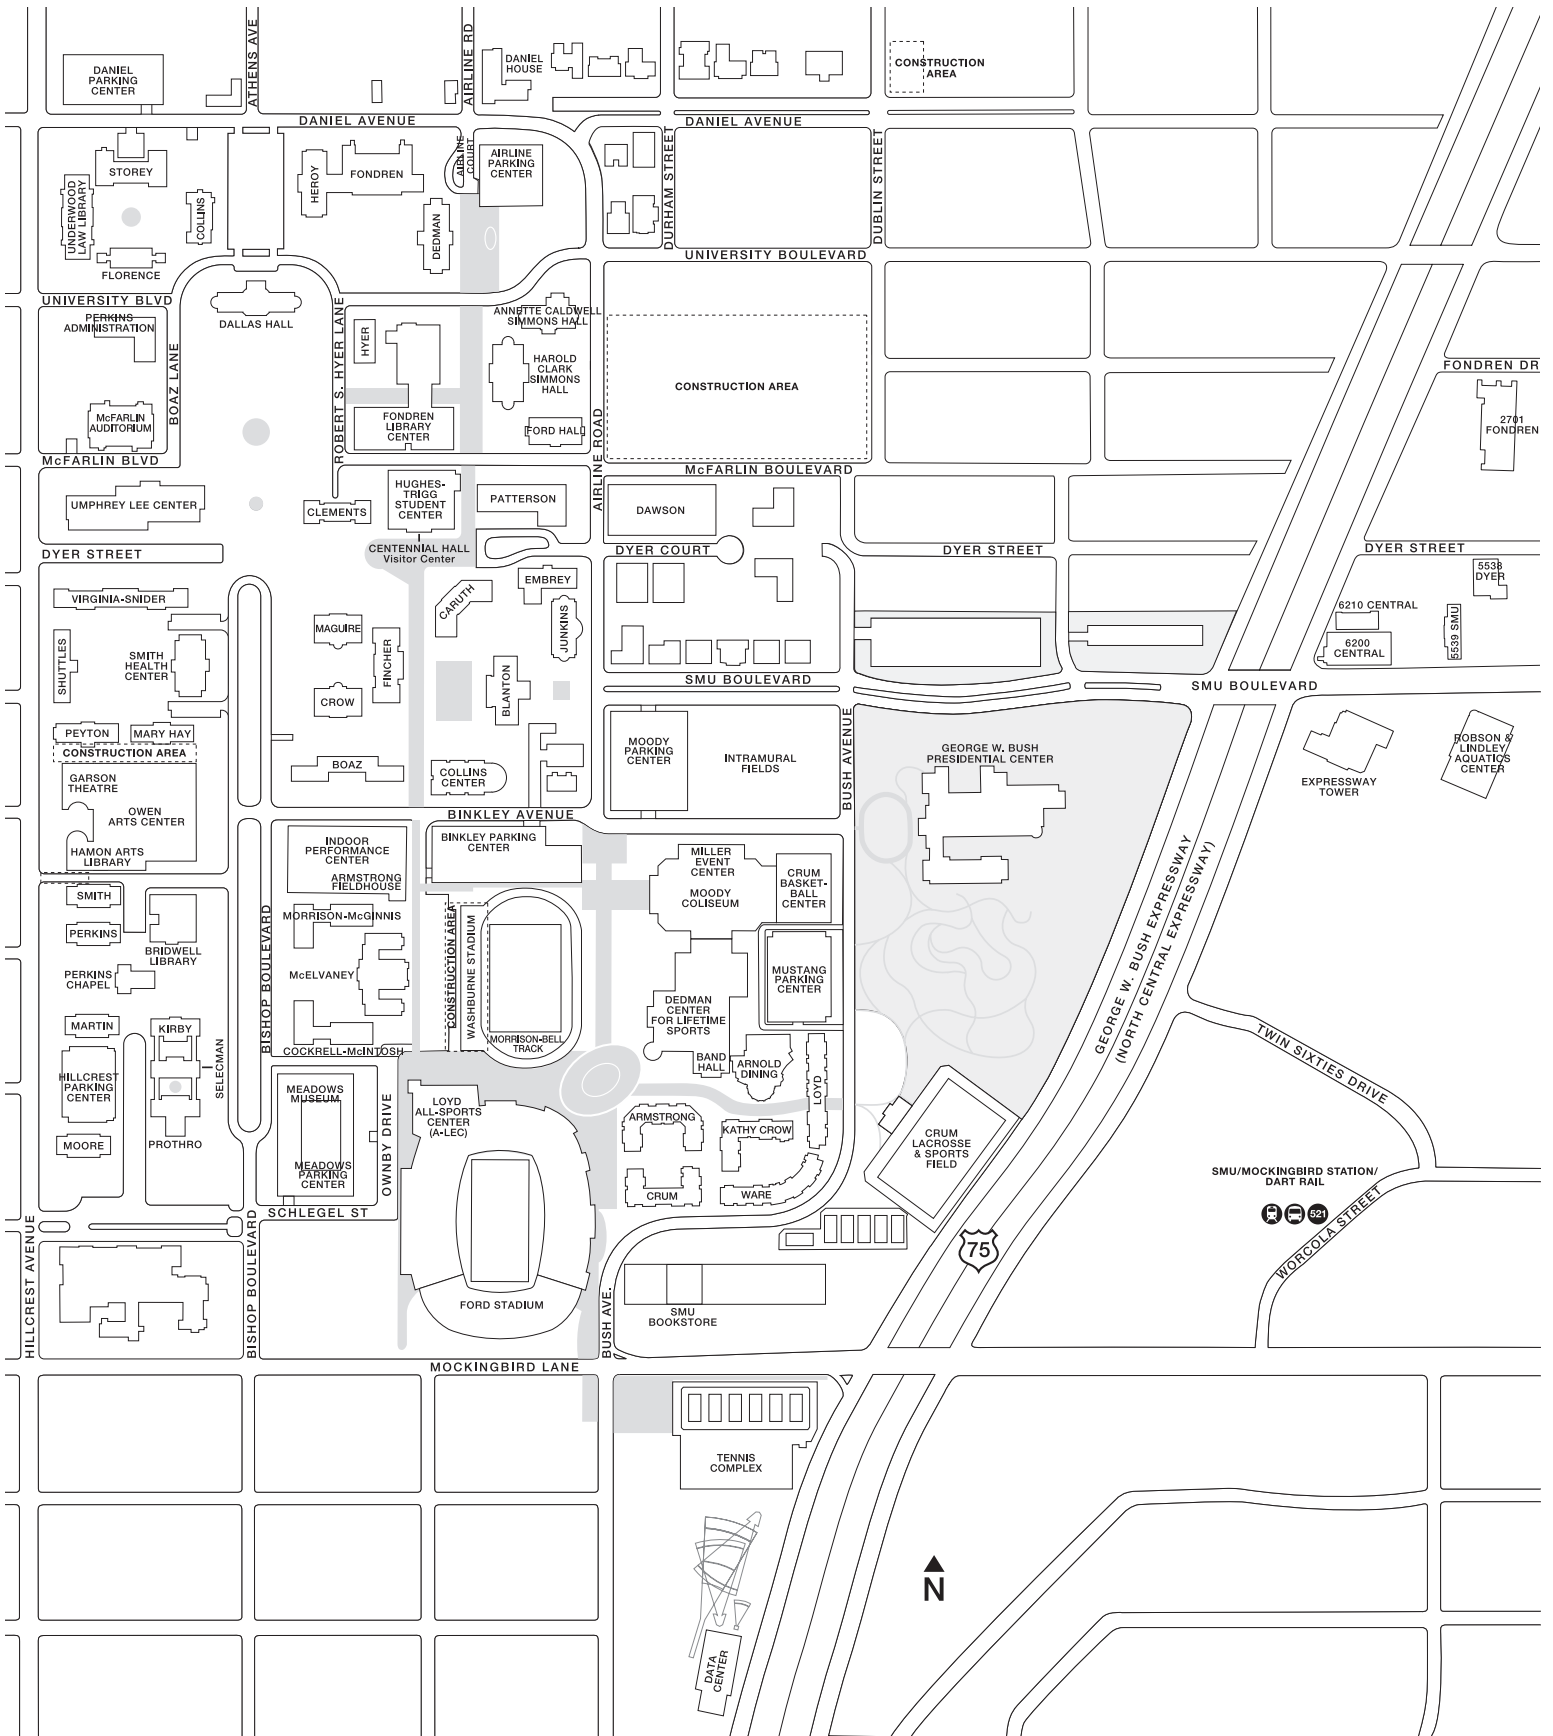 ATHENS AVE
AIRLINE RD
DANIEL
PARKING
CENTER
DANIEL
HOUSE
CONSTRUCTION
AREA
DANIEL AVENUE
DANIEL AVENUE
STOREY
UNDERWOOD
LAW LIBRARY
COLLINS
FLORENCE
HEROY
FONDREN
AIRLINE
COURT
AIRLINE
PARKING
CENTER
DEDMAN
DURHAM STREET
DUBLIN STREET
UNIVERSITY BOULEVARD
UNIVERSITY BLVD
PERKINS
ADMINISTRATION
BOAZ LANE
DALLAS HALL
ROBERT S. HYER LANE
HYER
ANNETTE CALDWELL
SIMMONS HALL
HAROLD
CLARK
SIMMONS
HALL
CONSTRUCTION AREA
FONDREN DR
2701
FONDREN
McFARLIN
AUDITORIUM
FONDREN
LIBRARY
CENTER
FORD HALL
AIRLINE ROAD
McFARLIN BLVD
McFARLIN BOULEVARD
UMPHREY LEE CENTER
CLEMENTS
HUGHES-
TRIGG
STUDENT
CENTER
PATTERSON
DAWSON
DYER STREET
CENTENNIAL HALL
Visitor Center
DYER COURT
DYER STREET
DYER STREET
5538
DYER
VIRGINIA-SNIDER
CARUTH
EMBREY
JUNKINS
6210 CENTRAL
6200
CENTRAL
5539 SMU
SHUTTLES
SMITH
HEALTH
CENTER
MAGUIRE
FINCHER
CROW
BLANTON
SMU BOULEVARD
SMU BOULEVARD
PEYTON
MARY HAY
CONSTRUCTION AREA
GARSON
THEATRE
OWEN
ARTS CENTER
HAMON ARTS
LIBRARY
BOAZ
COLLINS
CENTER
MOODY
PARKING
CENTER
INTRAMURAL
FIELDS
BUSH AVENUE
GEORGE W. BUSH
PRESIDENTIAL CENTER
EXPRESSWAY
TOWER
ROBSON &
LINDLEY
AQUATICS
CENTER
BINKLEY AVENUE
INDOOR
PERFORMANCE
CENTER
ARMSTRONG
FIELDHOUSE
BINKLEY PARKING
CENTER
MILLER
EVENT
CENTER
MOODY
COLISEUM
CRUM
BASKET-
BALL
CENTER
GEORGE W. BUSH EXPRESSWAY
(NORTH CENTRAL EXPRESSWAY)
SMITH
PERKINS
BRIDWELL
LIBRARY
PERKINS
CHAPEL
BISHOP BOULEVARD
MORRISON-McGINNIS
McELVANEY
COCKRELL-McINTOSH
CONSTRUCTION AREA
WASHBURNE STADIUM
MORRISON-BELL
TRACK
DEDMAN
CENTER
FOR LIFETIME
SPORTS
MUSTANG
PARKING
CENTER
MARTIN
KIRBY
SELECMAN
HILLCREST
PARKING
CENTER
MOORE
PROTHRO
MEADOWS
MUSEUM
MEADOWS
PARKING
CENTER
OWNBY DRIVE
LOYD
ALL-SPORTS
CENTER
(A-LEC)
BAND
HALL
ARNOLD
DINING
LOYD
ARMSTRONG
KATHY CROW
CRUM
WARE
CRUM
LACROSSE
& SPORTS
FIELD
TWIN SIXTIES DRIVE
SMU/MOCKINGBIRD STATION/
DART RAIL
521
WORCOLA STREET
SCHLEGEL ST
HILLCREST AVENUE
BISHOP BOULEVARD
FORD STADIUM
BUSH AVE.
SMU
BOOKSTORE
75
MOCKINGBIRD LANE
TENNIS
COMPLEX
N
DATA
CENTER